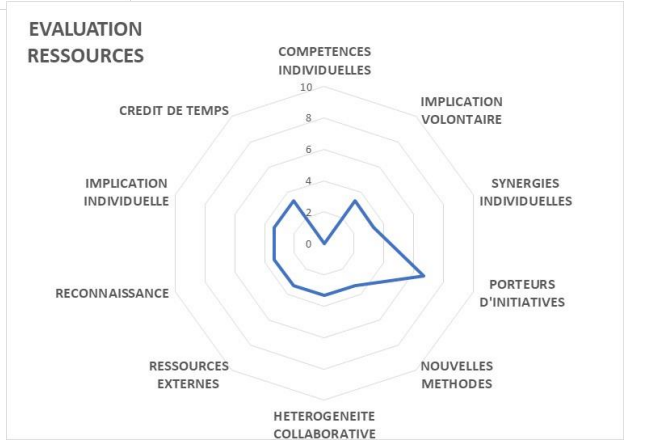 EVALUATION
RESSOURCES
COMPETENCES
INDIVIDUELLES
IMPLICATION
VOLONTAIRE
SYNERGIES
INDIVIDUELLES
PORTEURS
D'INITIATIVES
NOUVELLES
METHODES
HETEROGENEITE
COLLABORATIVE
RESSOURCES
EXTERNES
RECONNAISSANCE
IMPLICATION
INDIVIDUELLE
CREDIT DE TEMPS
10
8
6
4
2
0